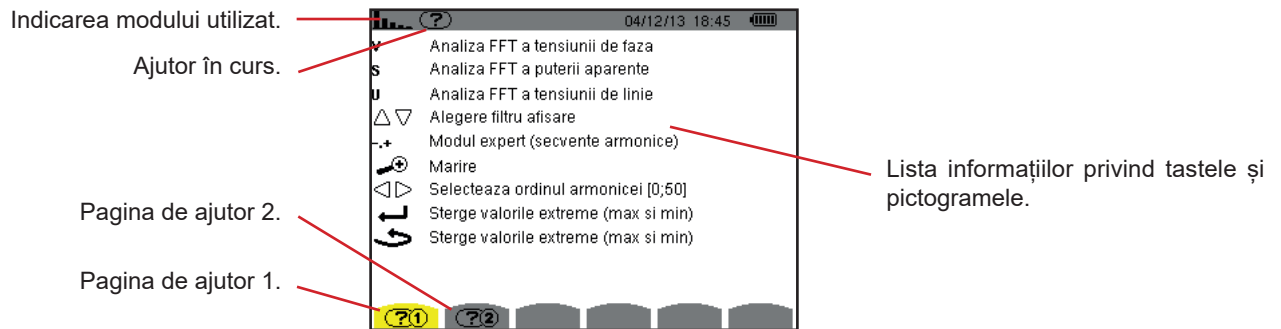 Indicarea modului utilizat.
Ajutor în curs.
Pagina de ajutor 2.
Pagina de ajutor 1.
? 04/12/13 18:45
V Analiza FFT a tensiunii de faza
S Analiza FFT a puterii aparente
U Analiza FFT a tensiunii de linie
Alegere filtru afisare
-.+ Modul expert (secvente armonice)
Marire
Selecteaza ordinul armonicei [0;50]
Sterge valorile extreme (max si min)
Sterge valorile extreme (max si min)
?1 ?2
Lista informațiilor privind tastele și
pictogramele.